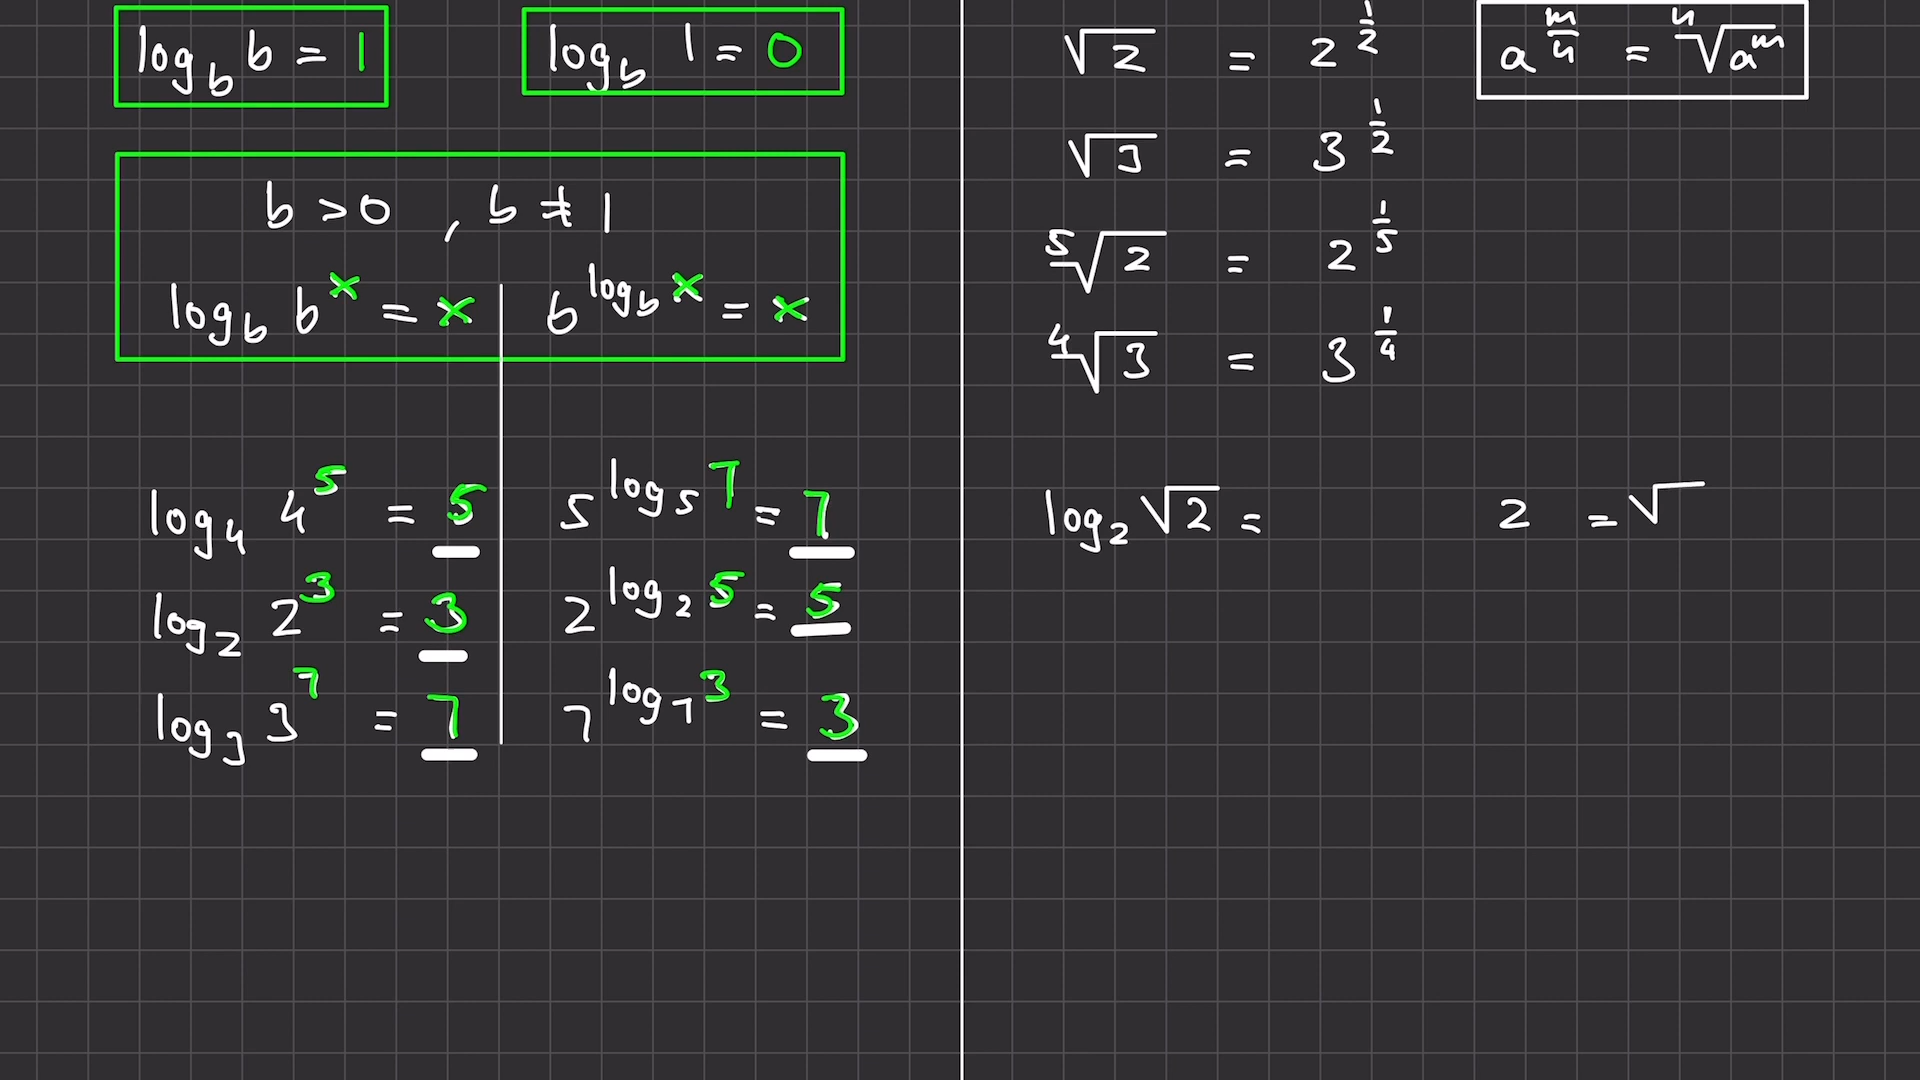 log_b b = 1
log_b 1 = 0
b > 0 , b ≠ 1
log_b b^x = x
b^(log_b x) = x
log_4 4^5 = 5
log_2 2^3 = 3
log_3 3^7 = 7
5^(log_5 7) = 7
2^(log_2 5) = 5
7^(log_7 3) = 3
√2 = 2^(1/2)
a^(m/n) = ⁿ√(a^m)
√3 = 3^(1/2)
⁵√2 = 2^(1/5)
⁴√3 = 3^(1/4)
log_2 √2 =
2 = √